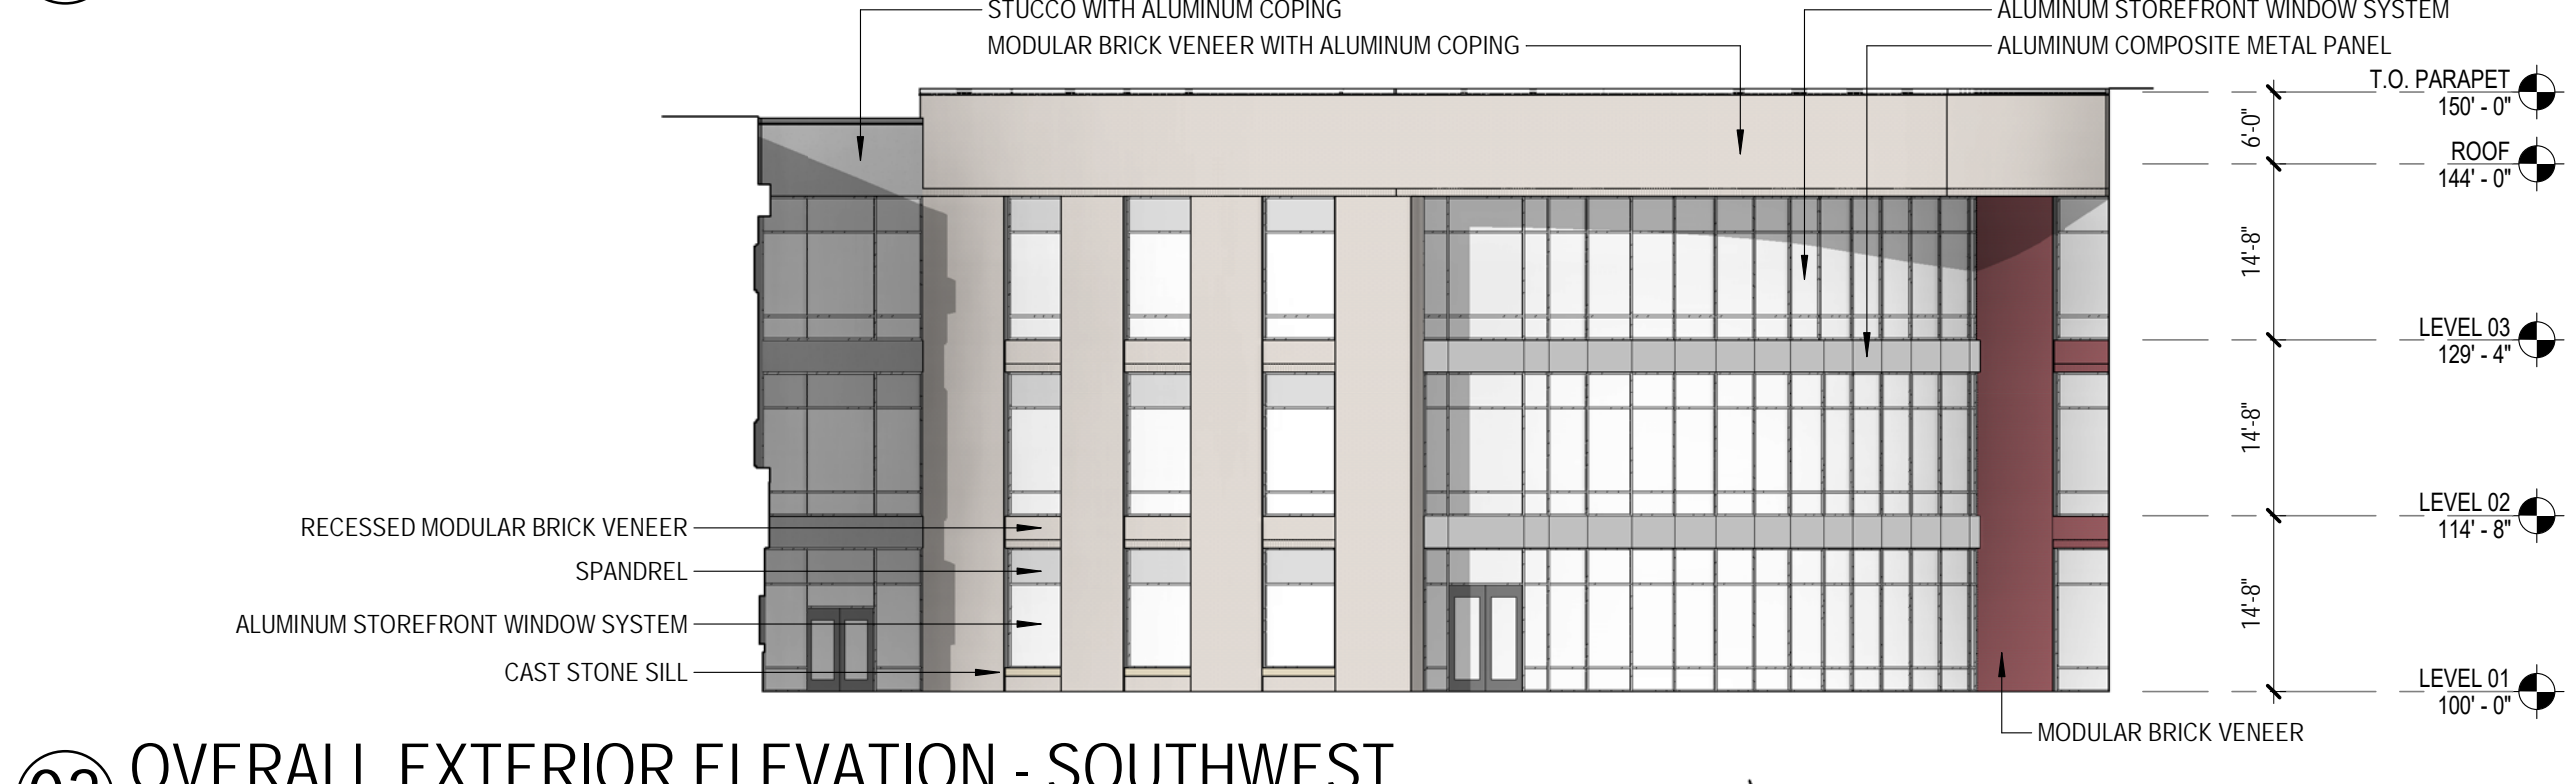 STUCCO WITH ALUMINUM COPING
ALUMINUM STOREFRONT WINDOW SYSTEM
MODULAR BRICK VENEER WITH ALUMINUM COPING
ALUMINUM COMPOSITE METAL PANEL
T.O. PARAPET
150' - 0"
6'-0"
ROOF
144' - 0"
14'-8"
LEVEL 03
129' - 4"
14'-8"
LEVEL 02
114' - 8"
14'-8"
LEVEL 01
100' - 0"
RECESSED MODULAR BRICK VENEER
SPANDREL
ALUMINUM STOREFRONT WINDOW SYSTEM
CAST STONE SILL
MODULAR BRICK VENEER
OVERALL EXTERIOR ELEVATION - SOUTHWEST